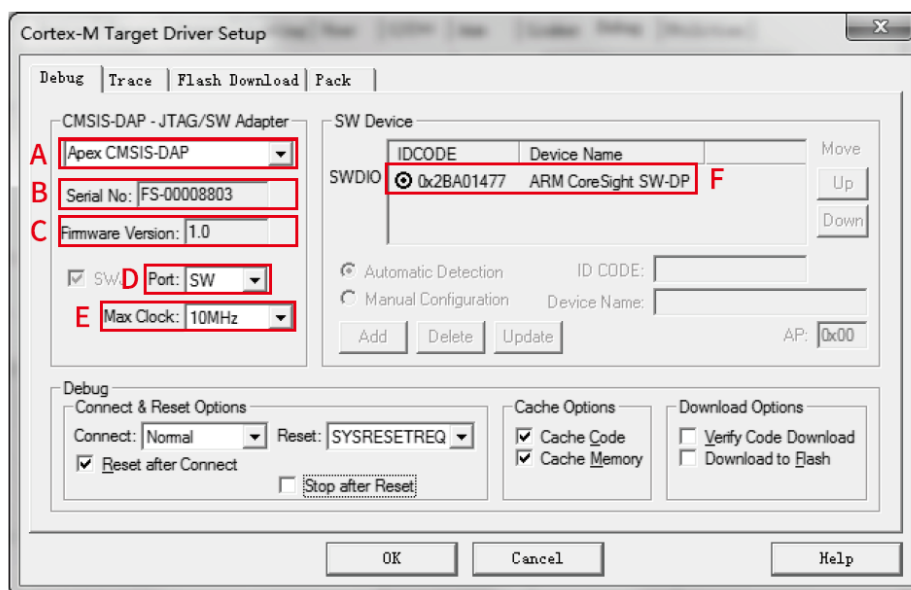 Cortex-M Target Driver Setup
Debug Trace Flash Download Pack
CMSIS-DAP - JTAG/SW Adapter
A Apex CMSIS-DAP
B Serial No: FS-00008803
C Firmware Version: 1.0
SWJ D Port: SW
E Max Clock: 10MHz
SW Device
IDCODE Device Name Move
SWDIO 0x2BA01477 ARM CoreSight SW-DP F Up
Down
Automatic Detection ID CODE:
Manual Configuration Device Name:
Add Delete Update AP: 0x00
Debug
Connect & Reset Options
Connect: Normal Reset: SYSRESETREQ
Reset after Connect
Stop after Reset
Cache Options
Cache Code
Cache Memory
Download Options
Verify Code Download
Download to Flash
OK Cancel Help